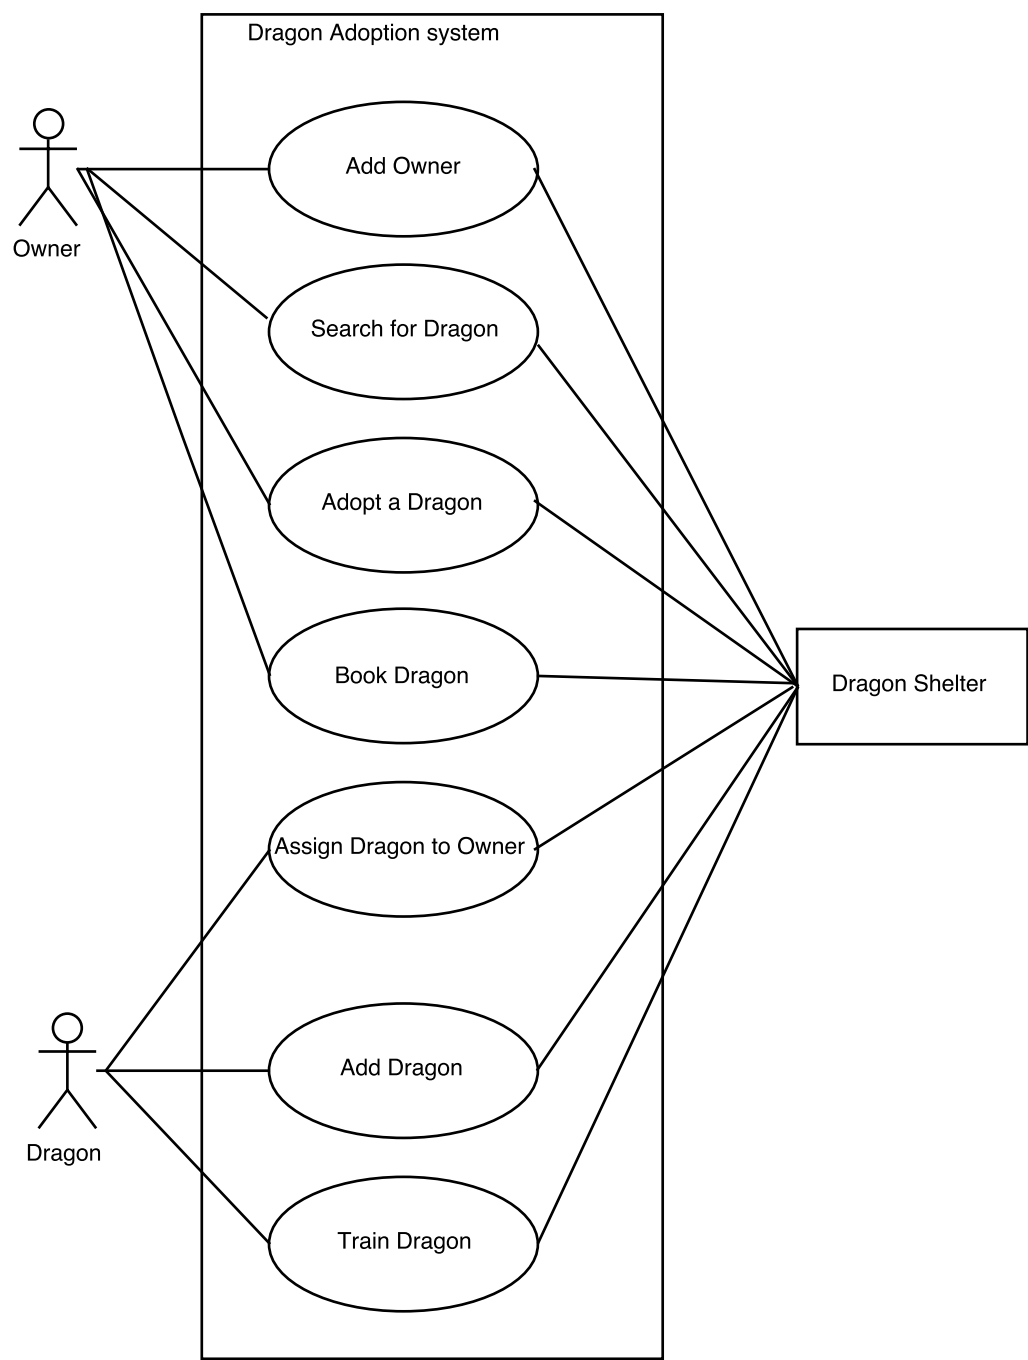 Dragon Adoption system
Add Owner
Owner
Search for Dragon
Adopt a Dragon
Book Dragon
Dragon Shelter
Assign Dragon to Owner
Add Dragon
Dragon
Train Dragon